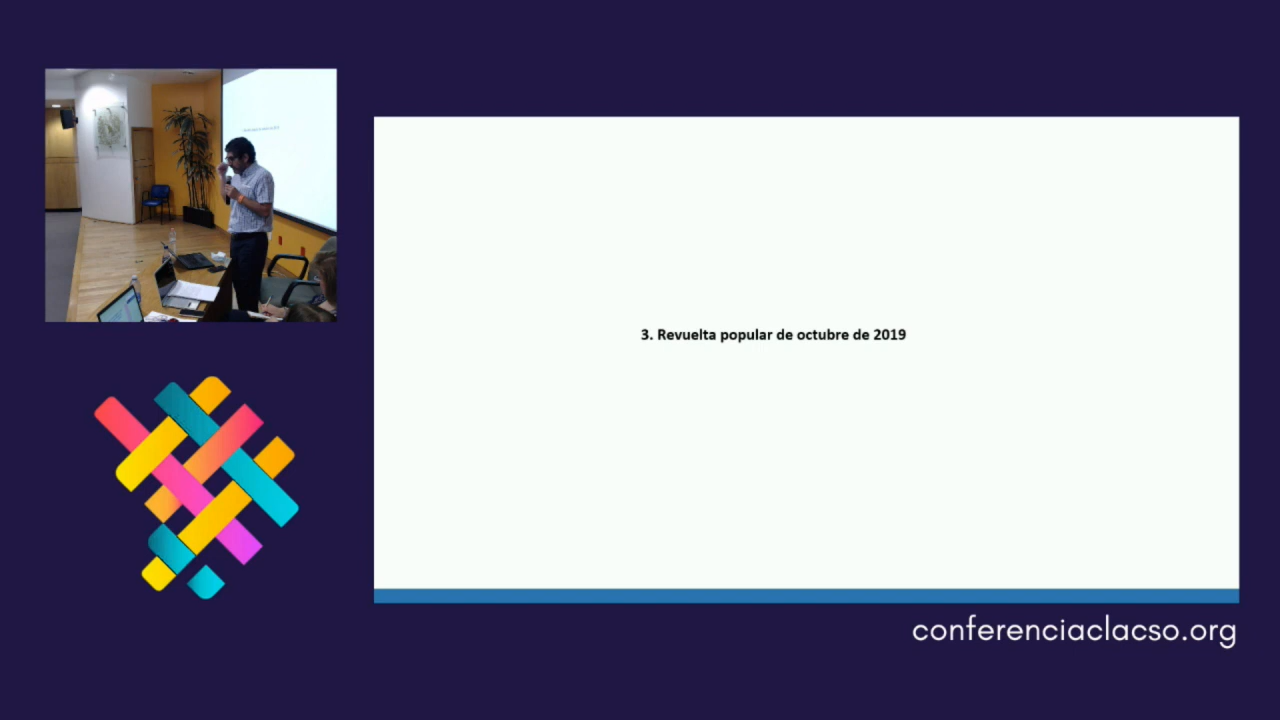 3. Revuelta popular de octubre de 2019
conferenciaclacso.org